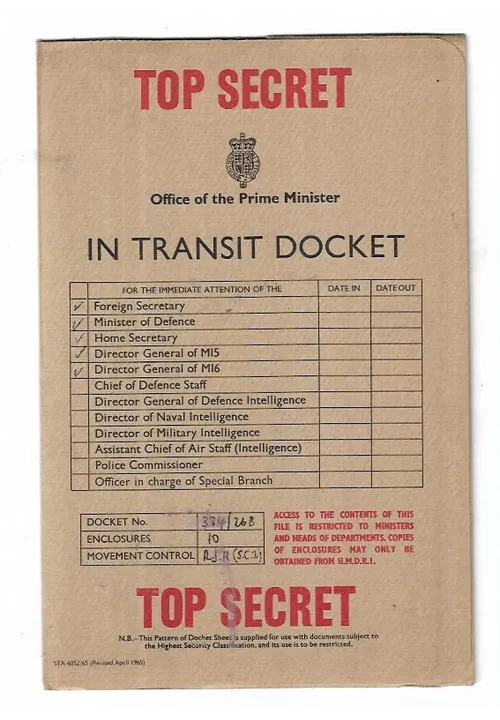 TOP SECRET
Office of the Prime Minister
IN TRANSIT DOCKET
FOR THE IMMEDIATE ATTENTION OF THE DATE IN DATE OUT
✓ Foreign Secretary
✓ Minister of Defence
✓ Home Secretary
✓ Director General of MI5
✓ Director General of MI6
Chief of Defence Staff
Director General of Defence Intelligence
Director of Naval Intelligence
Director of Military Intelligence
Assistant Chief of Air Staff (Intelligence)
Police Commissioner
Officer in charge of Special Branch
DOCKET No. 334/26B
ENCLOSURES 10
MOVEMENT CONTROL
ACCESS TO THE CONTENTS OF THIS
FILE IS RESTRICTED TO MINISTERS
AND HEADS OF DEPARTMENTS. COPIES
OF ENCLOSURES MAY ONLY BE
OBTAINED FROM H.M.D.R.I.
TOP SECRET
N.B.—This Pattern of Docket Sheet is supplied for use with documents subject to
the Highest Security Classification, and its use is to be restricted.
STA 6052/65 (Revised April 1965)